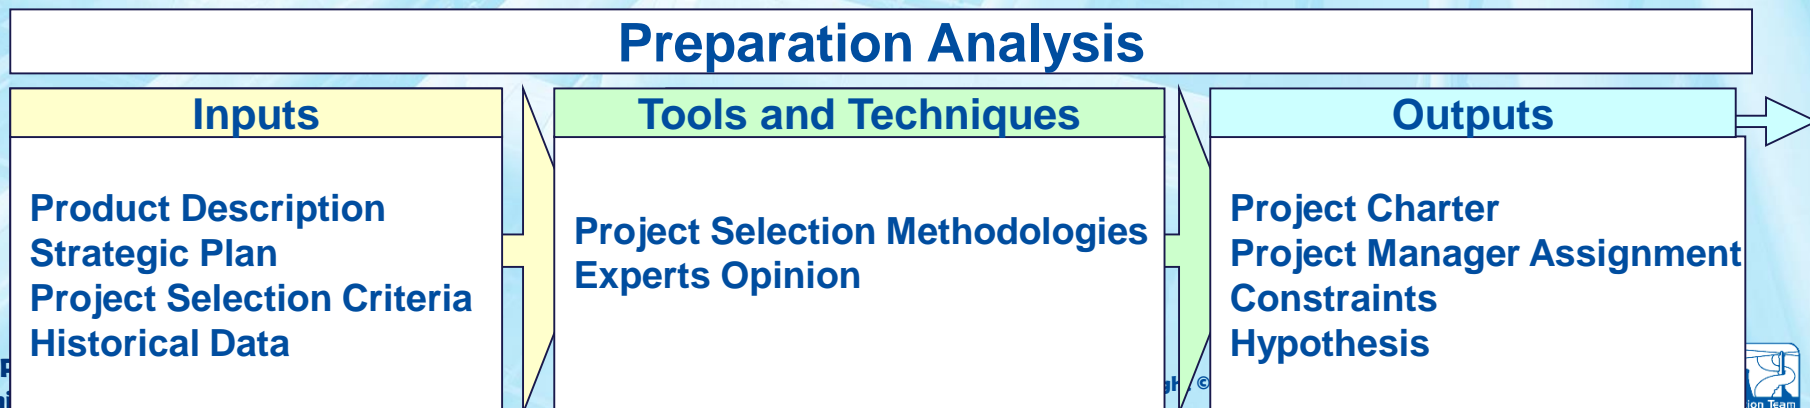 Preparation Analysis
Inputs
Product Description
Strategic Plan
Project Selection Criteria
Historical Data
Tools and Techniques
Project Selection Methodologies
Experts Opinion
Outputs
Project Charter
Project Manager Assignment
Constraints
Hypothesis
©
Team